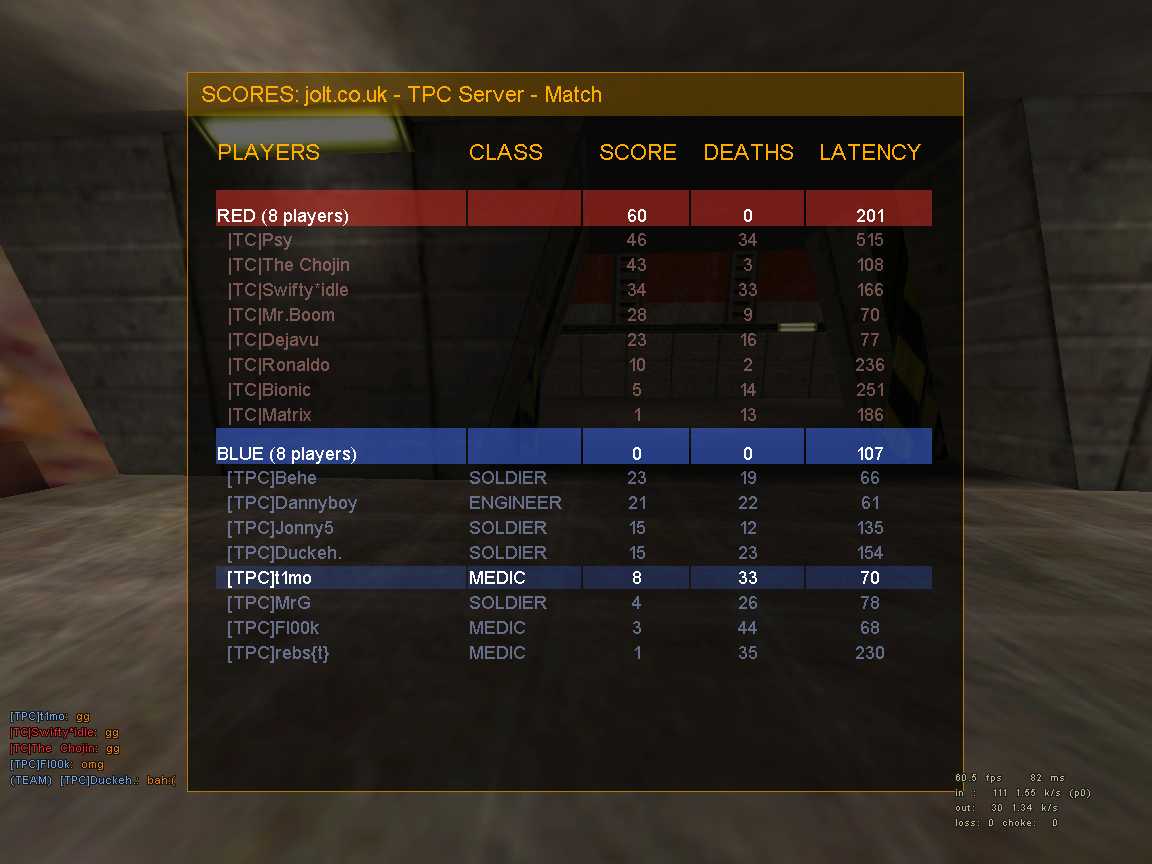 SCORES: jolt.co.uk - TPC Server - Match
PLAYERS CLASS SCORE DEATHS LATENCY
RED (8 players) 60 0 201
|TC|Psy 46 34 515
|TC|The Chojin 43 3 108
|TC|Swifty*idle 34 33 166
|TC|Mr.Boom 28 9 70
|TC|Dejavu 23 16 77
|TC|Ronaldo 10 2 236
|TC|Bionic 5 14 251
|TC|Matrix 1 13 186
BLUE (8 players) 0 0 107
[TPC]Behe SOLDIER 23 19 66
[TPC]Dannyboy ENGINEER 21 22 61
[TPC]Jonny5 SOLDIER 15 12 135
[TPC]Duckeh. SOLDIER 15 23 154
[TPC]t1mo MEDIC 8 33 70
[TPC]MrG SOLDIER 4 26 78
[TPC]Fl00k MEDIC 3 44 68
[TPC]rebs{t} MEDIC 1 35 230
[TPC]t1mo: gg
|TC|Swifty*idle: gg
|TC|The Chojin: gg
[TPC]Fl00k: omg
(TEAM) [TPC]Duckeh.: bah:(
60.5 fps 82 ms
in : 111 1.55 k/s (p0)
out: 30 1.34 k/s
loss: 0 choke: 0